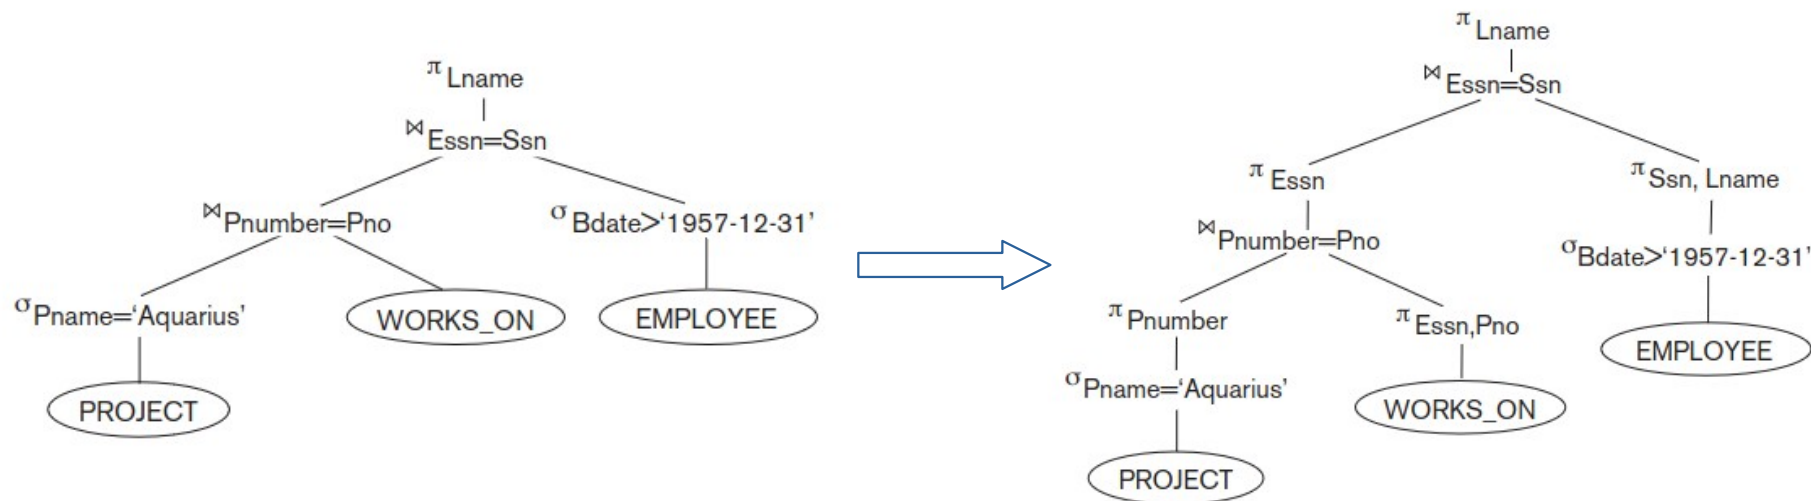 π Lname
⋈ Essn=Ssn
⋈ Pnumber=Pno
σ Bdate>‘1957-12-31’
σ Pname=‘Aquarius’
WORKS_ON
EMPLOYEE
PROJECT
π Lname
⋈ Essn=Ssn
π Essn
π Ssn, Lname
⋈ Pnumber=Pno
σ Bdate>‘1957-12-31’
π Pnumber
π Essn,Pno
EMPLOYEE
σ Pname=‘Aquarius’
WORKS_ON
PROJECT